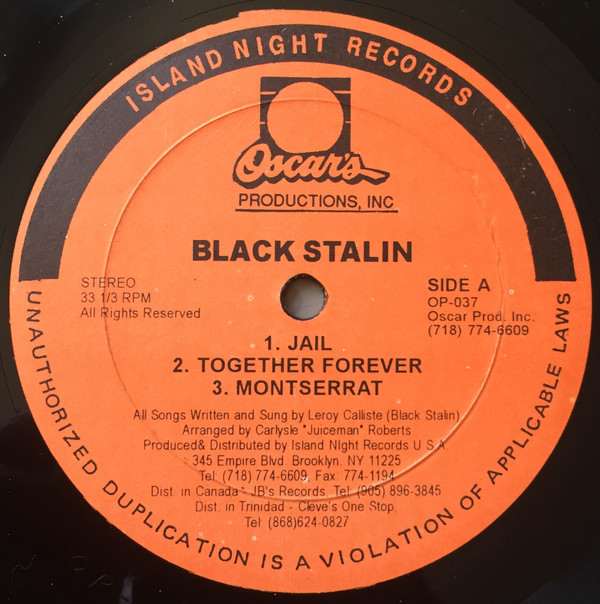 ISLAND NIGHT RECORDS
Oscar's
PRODUCTIONS, INC
BLACK STALIN
STEREO
33 1/3 RPM
All Rights Reserved
SIDE A
OP-037
Oscar Prod. Inc.
(718) 774-6609
1. JAIL
2. TOGETHER FOREVER
3. MONTSERRAT
All Songs Written and Sung by Leroy Calliste (Black Stalin)
Arranged by Carlysle "Juiceman" Roberts
Produced& Distributed by Island NIght Records U S A
345 Empire Blvd. Brooklyn. NY 11225
Tel: (718) 774-6609, Fax: 774-1194
Dist. in Canada - JB's Records, Tel: (905) 896-3845
Dist. in Trinidad - Cleve's One Stop,
Tel: (868)624-0827
UNAUTHORIZED DUPLICATION IS A VIOLATION OF APPLICABLE LAWS